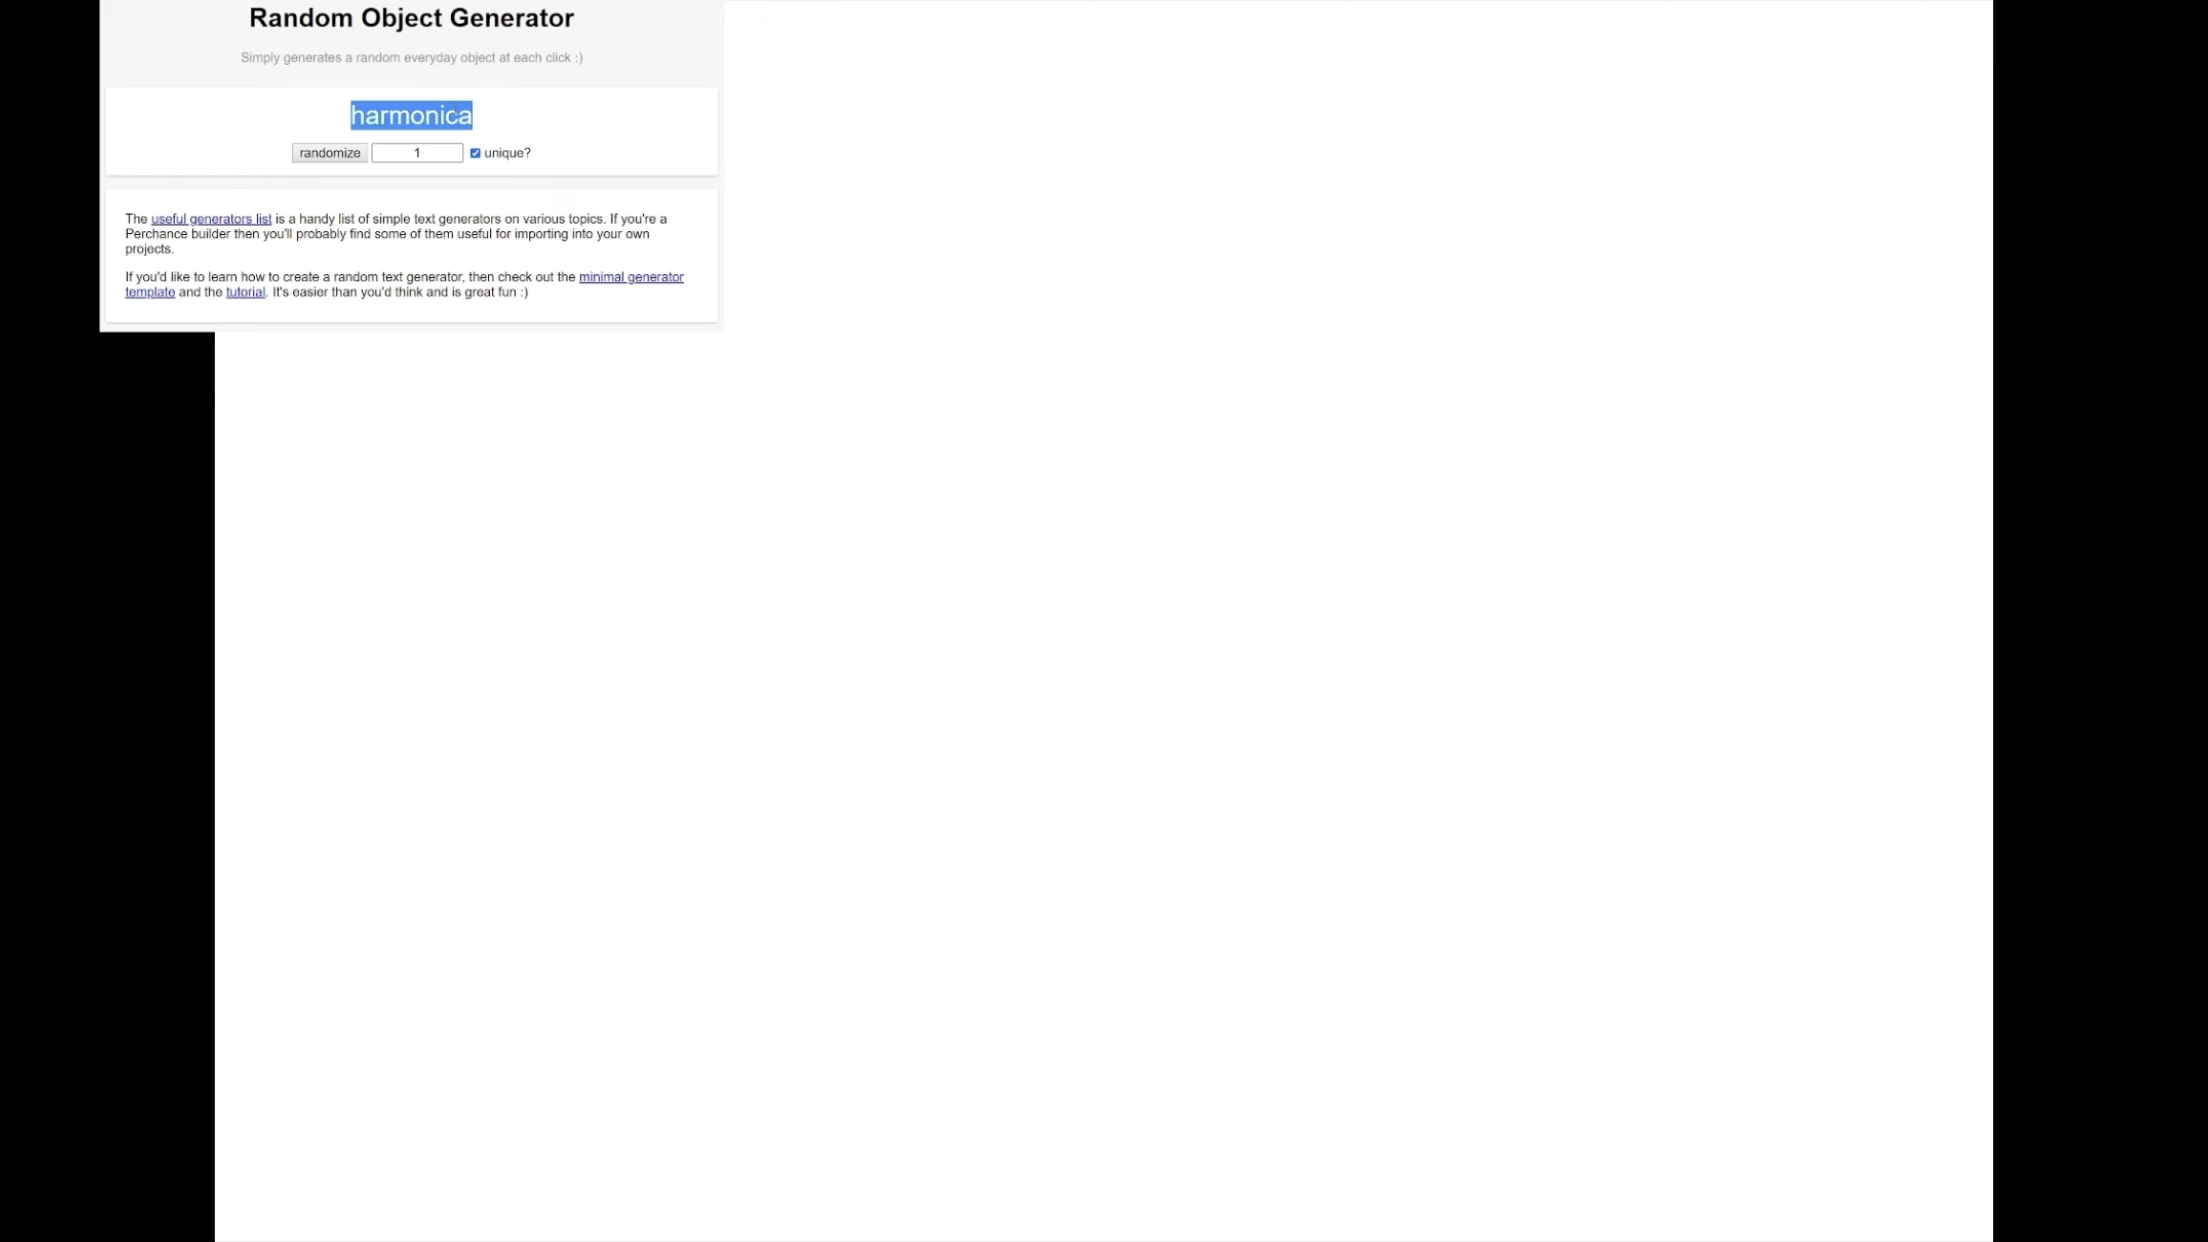 Random Object Generator
Simply generates a random everyday object at each click :)
harmonica
randomize 1 unique?
The useful generators list is a handy list of simple text generators on various topics. If you're a
Perchance builder then you'll probably find some of them useful for importing into your own
projects.
If you'd like to learn how to create a random text generator, then check out the minimal generator
template and the tutorial. It's easier than you'd think and is great fun :)